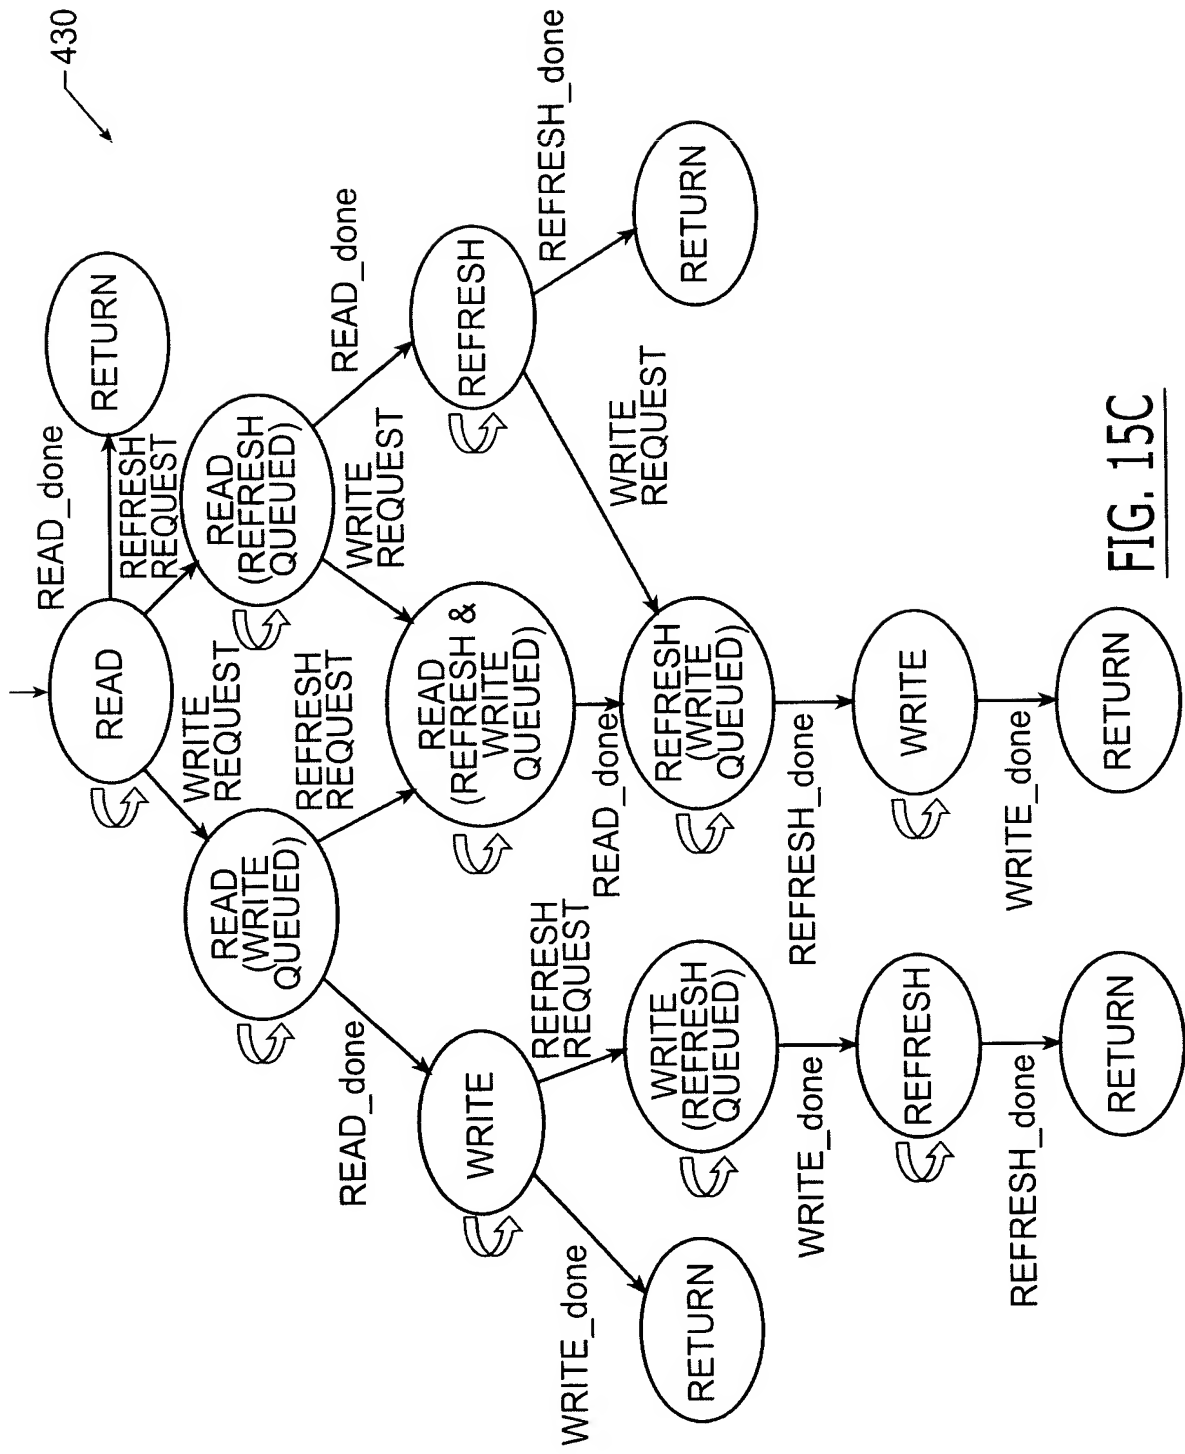 430
READ_done
RETURN
READ
REFRESH
REQUEST
WRITE
REQUEST
READ
(REFRESH
QUEUED)
READ_done
READ
(WRITE
QUEUED)
REFRESH
REQUEST
WRITE
REQUEST
REFRESH
REFRESH_done
READ_done
READ
(REFRESH &
WRITE
QUEUED)
WRITE
REQUEST
RETURN
WRITE
REFRESH
REQUEST
READ_done
REFRESH
(WRITE
QUEUED)
WRITE_done
RETURN
WRITE
(REFRESH
QUEUED)
REFRESH_done
WRITE
WRITE_done
REFRESH
WRITE_done
RETURN
REFRESH_done
RETURN
FIG. 15C